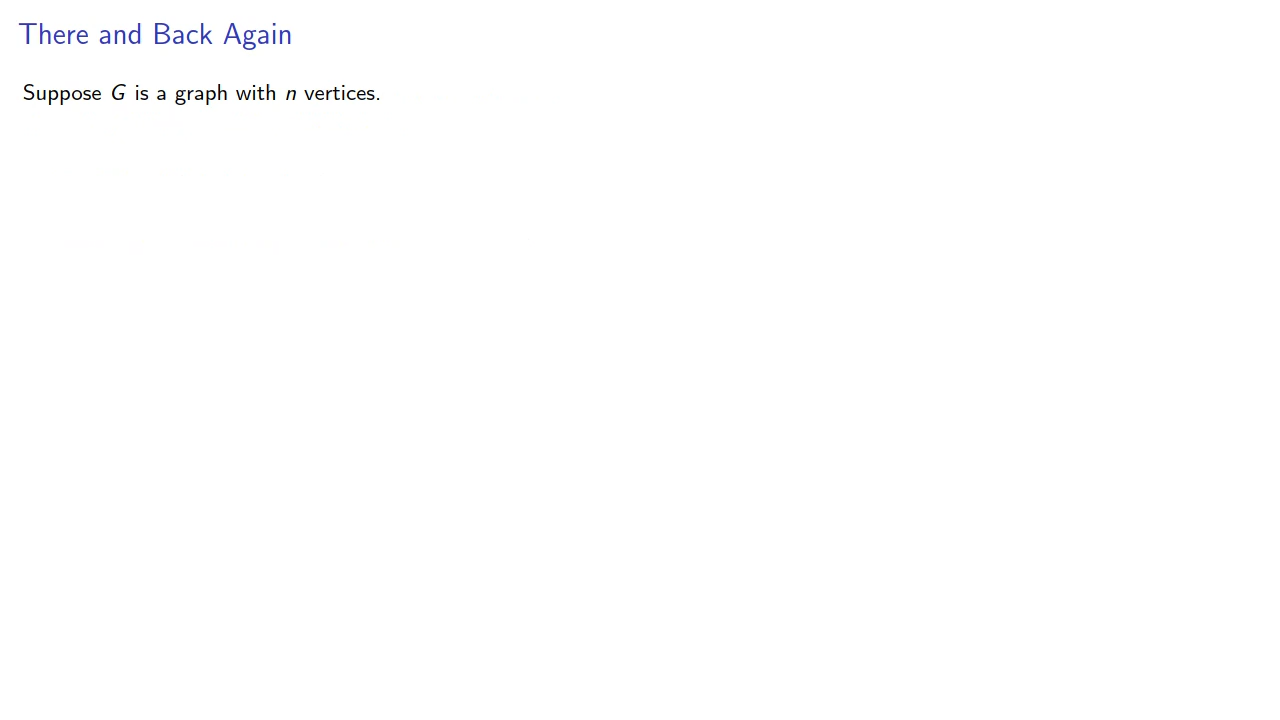 There and Back Again
Suppose G is a graph with n vertices.